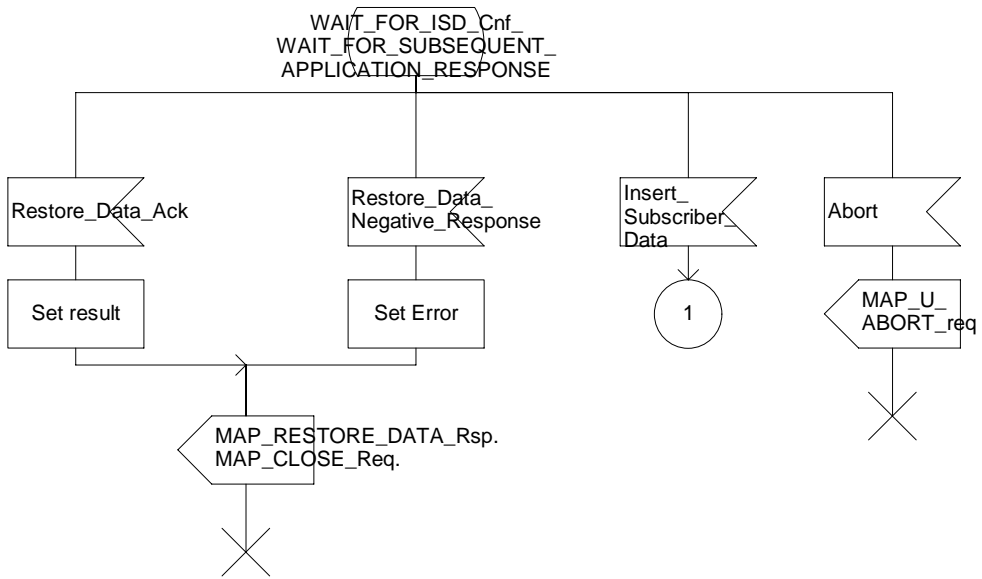 WAIT_FOR_ISD_Cnf_
WAIT_FOR_SUBSEQUENT_
APPLICATION_RESPONSE
Restore_Data_Ack
Restore_Data_
Negative_Response
Insert_
Subscriber_
Data
Abort
Set result
Set Error
1
MAP_U_
ABORT_req
MAP_RESTORE_DATA_Rsp.
MAP_CLOSE_Req.